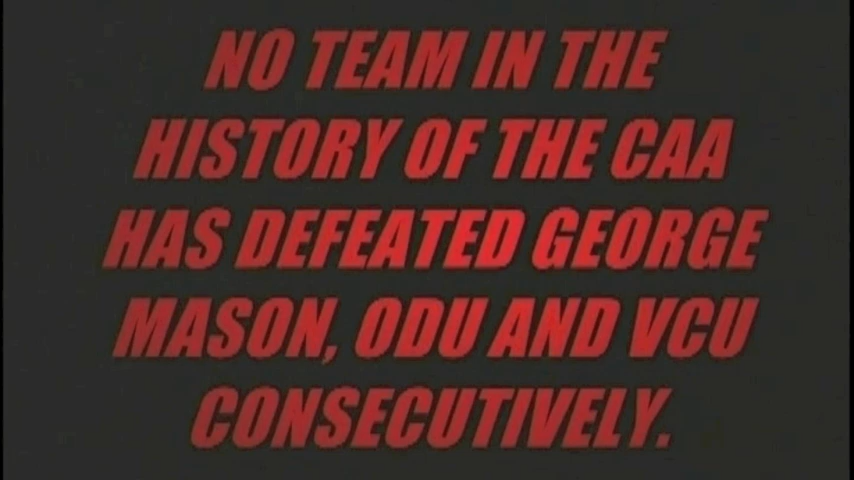 NO TEAM IN THE
HISTORY OF THE CAA
HAS DEFEATED GEORGE
MASON, ODU AND VCU
CONSECUTIVELY.